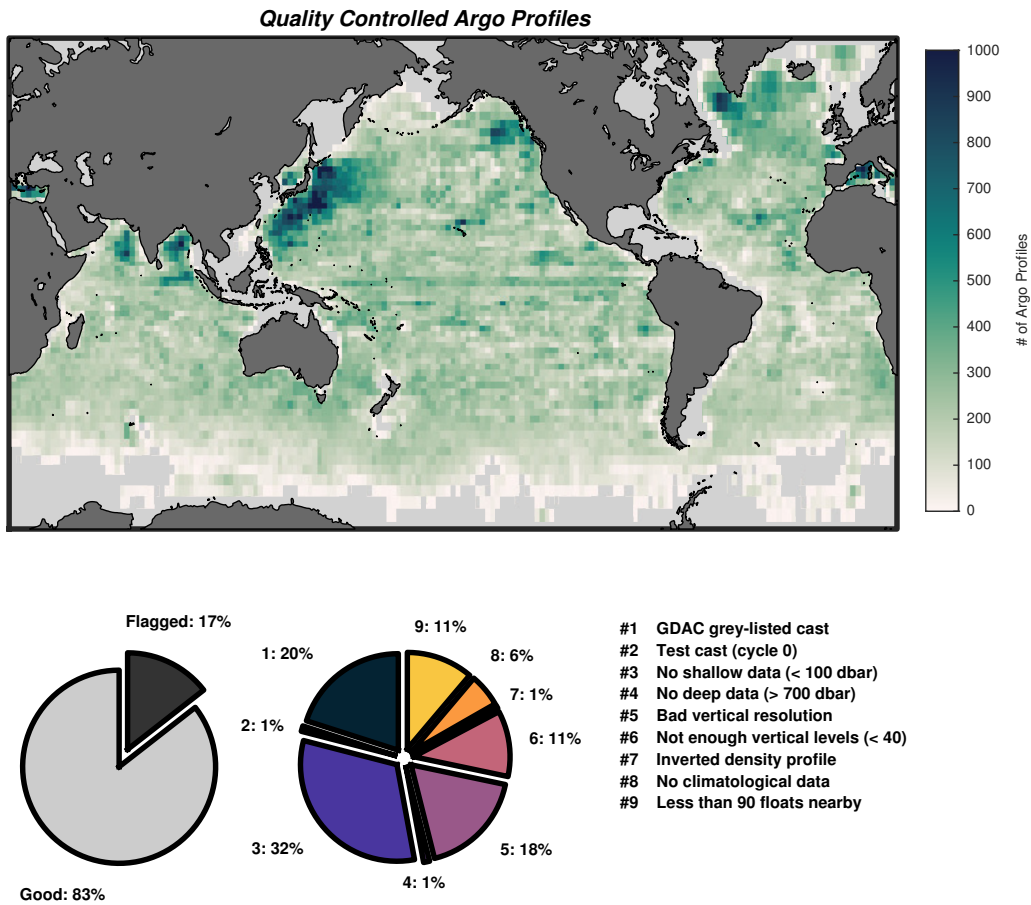 Quality Controlled Argo Profiles
1000
900
800
700
600
500
400
300
200
100
0
# of Argo Profiles
Flagged: 17%
Good: 83%
9: 11%
8: 6%
7: 1%
6: 11%
5: 18%
4: 1%
3: 32%
2: 1%
1: 20%
#1 GDAC grey-listed cast
#2 Test cast (cycle 0)
#3 No shallow data (< 100 dbar)
#4 No deep data (> 700 dbar)
#5 Bad vertical resolution
#6 Not enough vertical levels (< 40)
#7 Inverted density profile
#8 No climatological data
#9 Less than 90 floats nearby